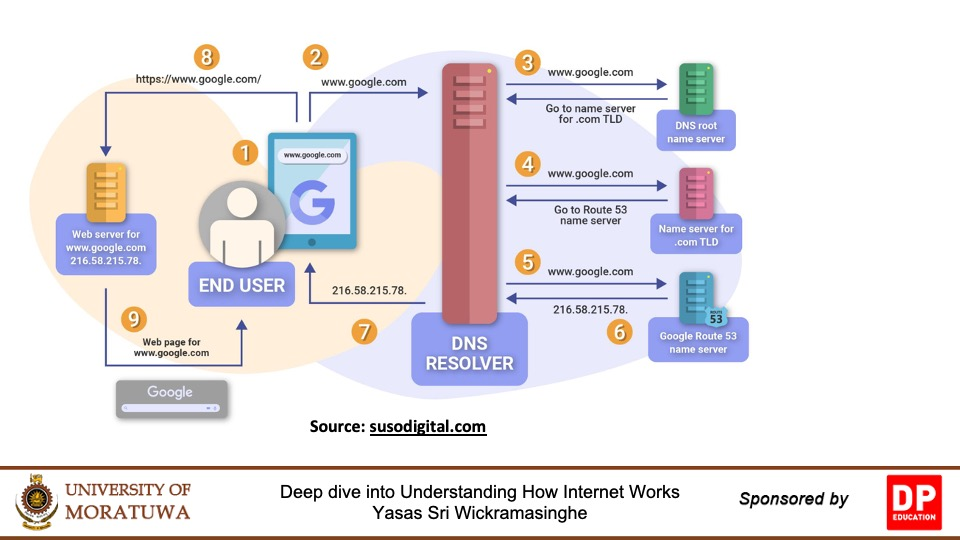 8
https://www.google.com/
2
www.google.com
3
www.google.com
Go to name server
for .com TLD
DNS root
name server
1
www.google.com
G
4
www.google.com
Go to Route 53
name server
Name server for
.com TLD
Web server for
www.google.com
216.58.215.78.
END USER
5
www.google.com
216.58.215.78.
6
ROUTE
53
Google Route 53
name server
216.58.215.78.
7
DNS
RESOLVER
9
Web page for
www.google.com
Google
Source: susodigital.com
UNIVERSITY OF
MORATUWA
Deep dive into Understanding How Internet Works
Yasas Sri Wickramasinghe
Sponsored by
DP
EDUCATION